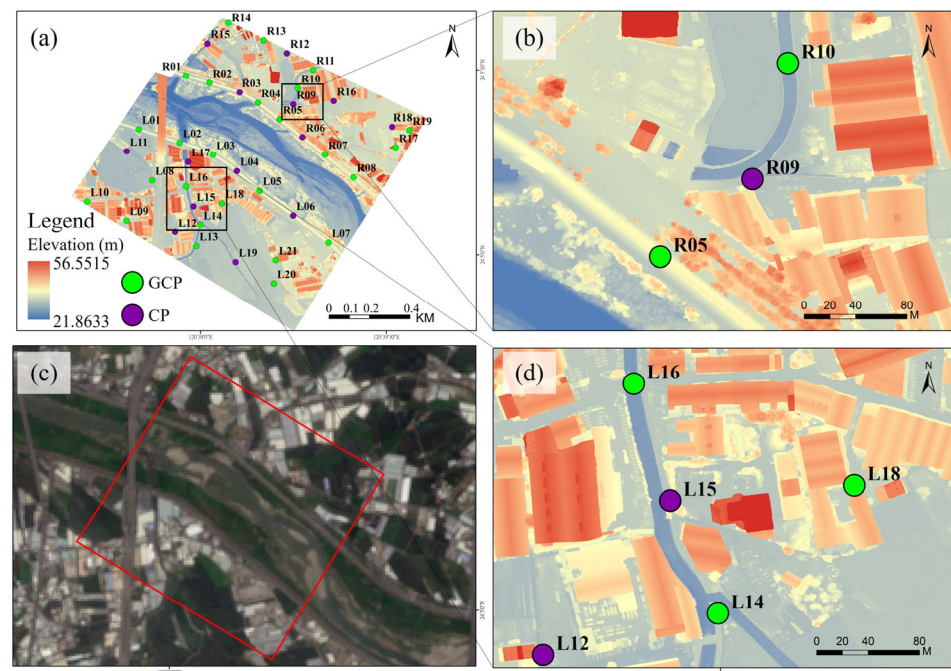 (a)
R14
R15
R13
R12
N
R01
R02
R03
R11
R10
R09
R04
R16
R05
R06
R18
R19
R17
R07
R08
L01
L02
L11
L17
L03
L04
L08
L16
L05
L18
L15
L06
L14
L10
L09
L12
L13
L07
L19
L21
L20
Legend
Elevation (m)
56.5515
21.8633
GCP
CP
0 0.1 0.2 0.4
KM
(b)
N
R10
R09
R05
0 20 40 80
M
(c)
(d)
N
L16
L15
L18
L14
L12
0 20 40 80
M